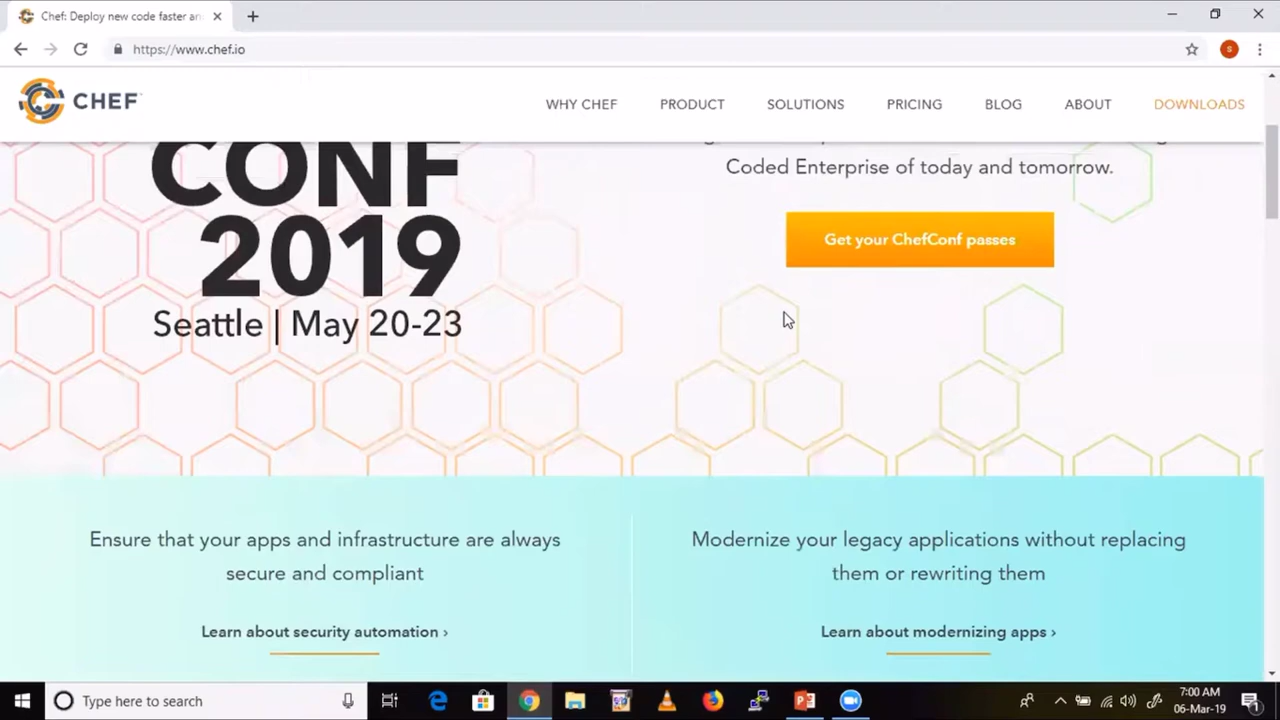 Chef: Deploy new code faster an
https://www.chef.io
S
CHEF
WHY CHEF
PRODUCT
SOLUTIONS
PRICING
BLOG
ABOUT
DOWNLOADS
CONF
2019
Seattle | May 20-23
Coded Enterprise of today and tomorrow.
Get your ChefConf passes
Ensure that your apps and infrastructure are always
secure and compliant
Learn about security automation ›
Modernize your legacy applications without replacing
them or rewriting them
Learn about modernizing apps ›
Type here to search
7:00 AM
06-Mar-19
1